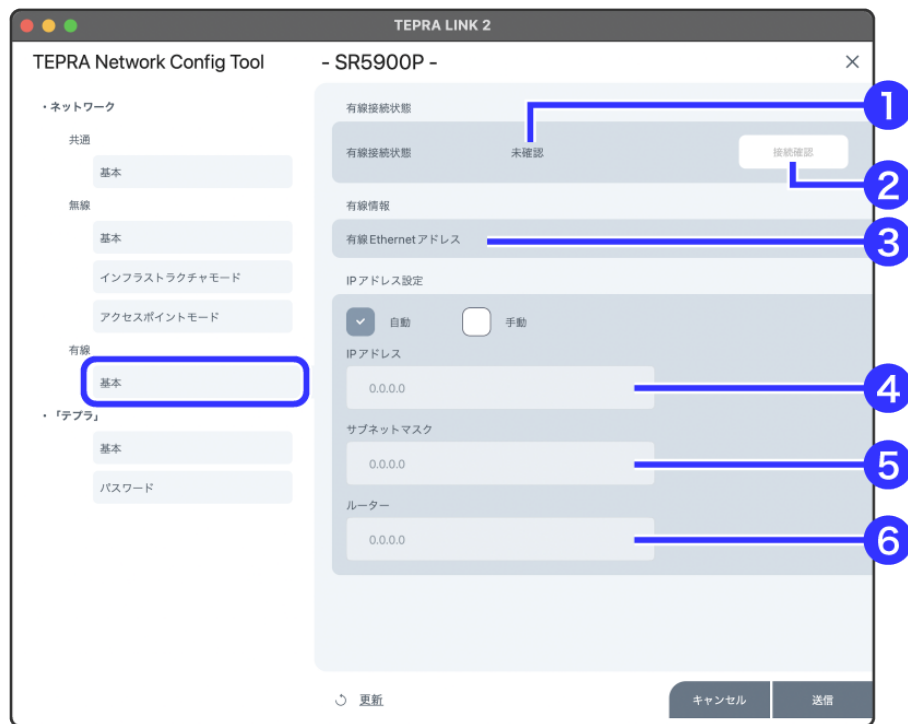 TEPRA LINK 2
TEPRA Network Config Tool
- SR5900P -
・ネットワーク
共通
基本
無線
基本
インフラストラクチャモード
アクセスポイントモード
有線
基本
・「テプラ」
基本
パスワード
有線接続状態
有線接続状態 未確認 接続確認
有線情報
有線Ethernetアドレス
IPアドレス設定
自動 手動
IPアドレス
0.0.0.0
サブネットマスク
0.0.0.0
ルーター
0.0.0.0
更新
キャンセル 送信
1
2
3
4
5
6